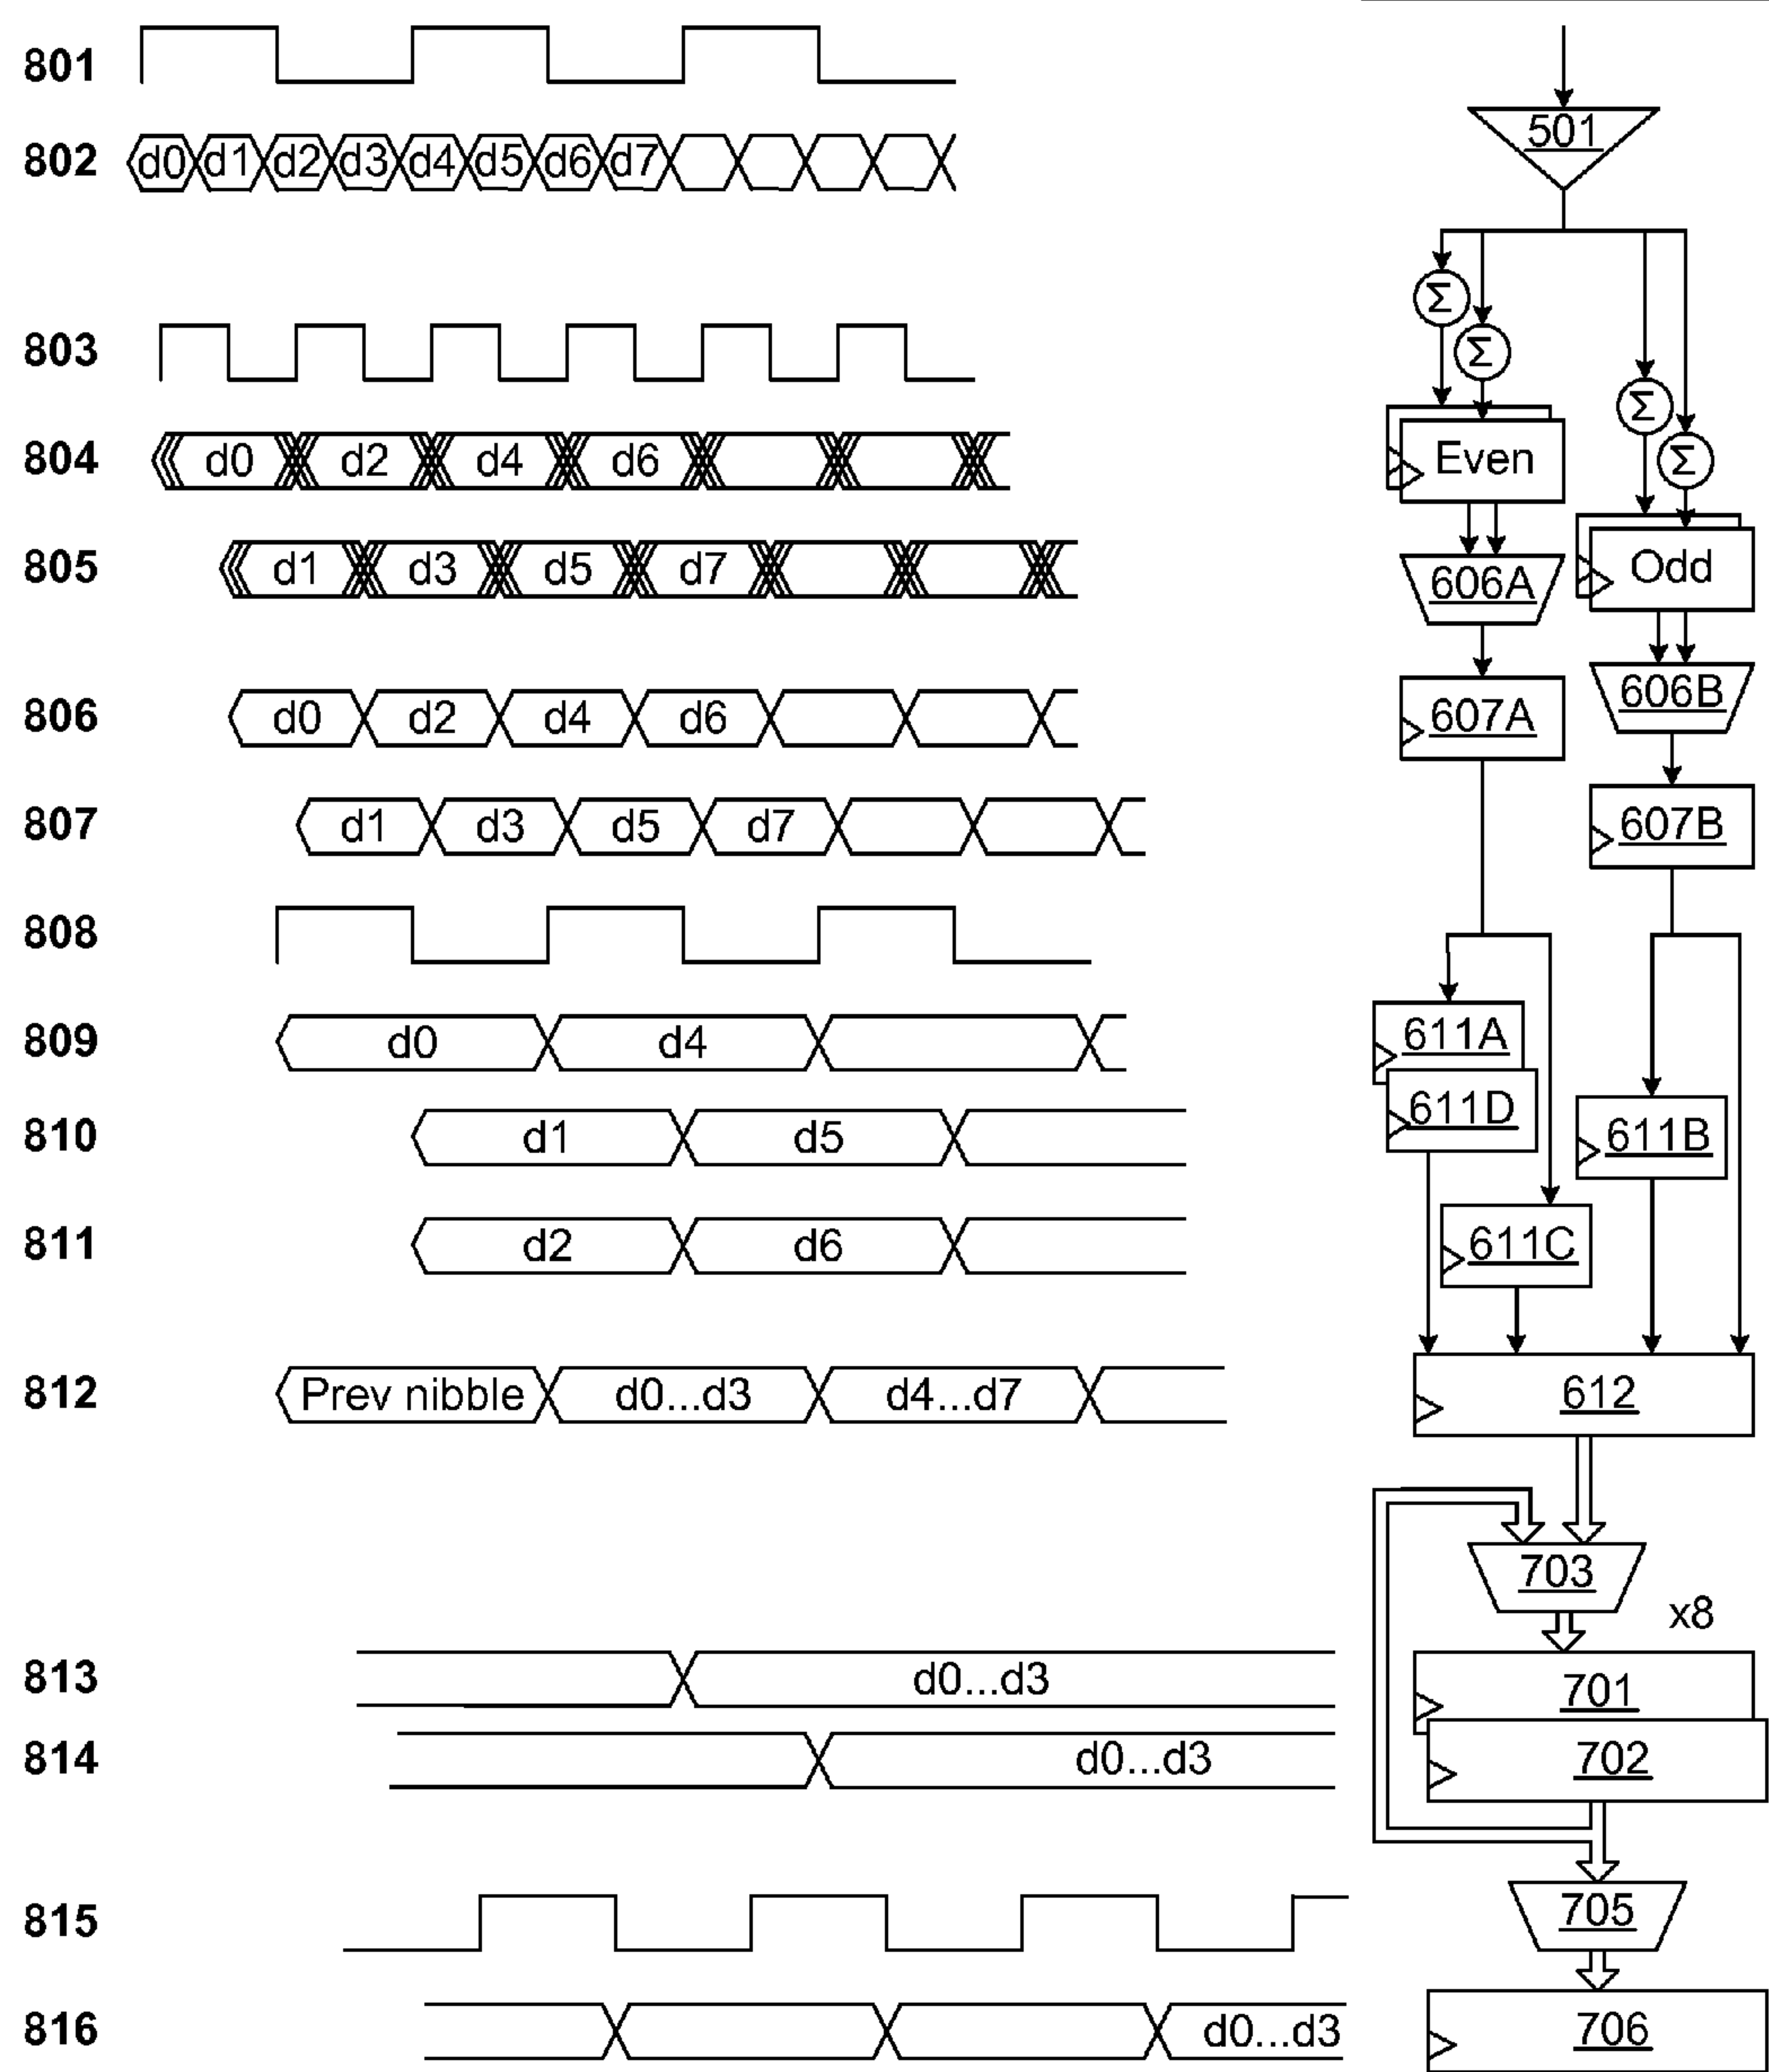 801
501
802 d0 d1 d2 d3 d4 d5 d6 d7
Σ
Σ
803
Σ
Σ
804 d0 d2 d4 d6
Even
805 d1 d3 d5 d7
Odd
606A
606B
806 d0 d2 d4 d6
607A
807 d1 d3 d5 d7
607B
808
809 d0 d4
611A
611D
810 d1 d5
611B
811 d2 d6
611C
812 Prev nibble d0...d3 d4...d7
612
703
x8
813 d0...d3
701
814 d0...d3
702
815
705
816 d0...d3
706